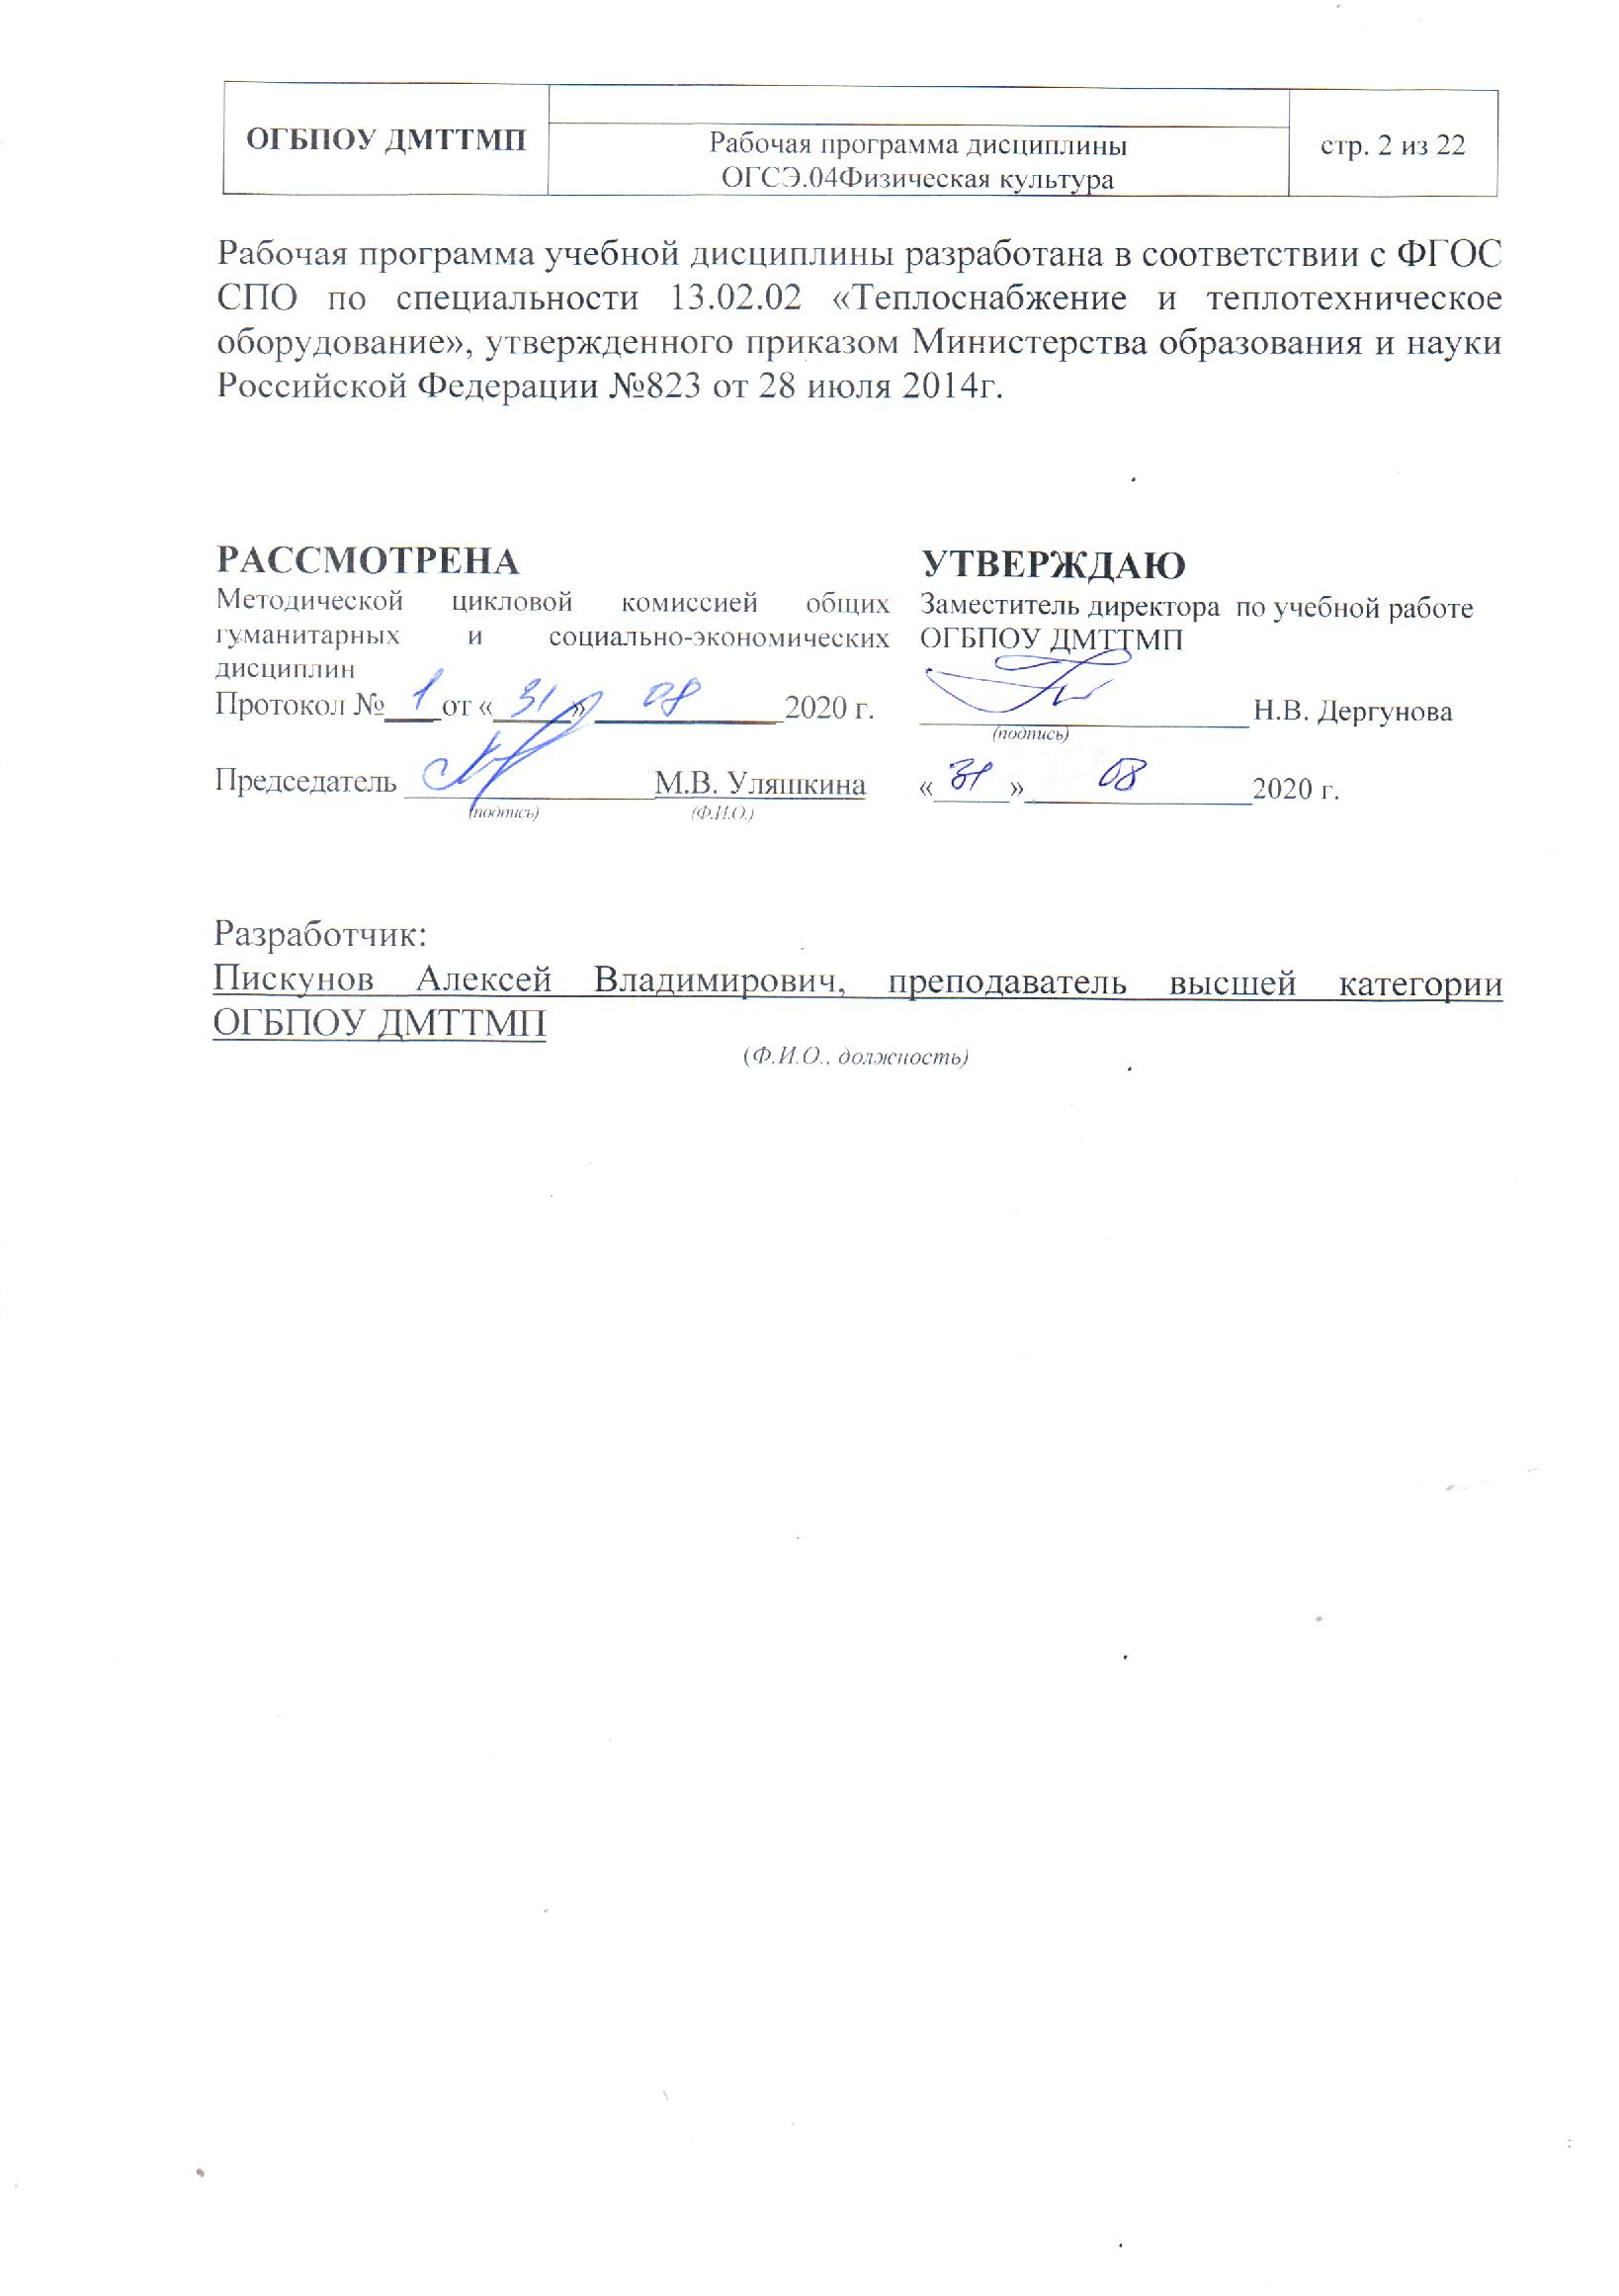 ОГБПОУ ДМТТМП
Рабочая программа дисциплины
ОГСЭ.04Физическая культура
стр. 2 из 22
Рабочая программа учебной дисциплины разработана в соответствии с ФГОС
СПО по специальности 13.02.02 «Теплоснабжение и теплотехническое
оборудование», утвержденного приказом Министерства образования и науки
Российской Федерации №823 от 28 июля 2014г.
РАССМОТРЕНА
Методической цикловой комиссией общих
гуманитарных и социально-экономических
дисциплин
Протокол № 1 от « 31 » 08 2020 г.
Председатель М.В. Уляшкина
(подпись) (Ф.И.О.)
УТВЕРЖДАЮ
Заместитель директора по учебной работе
ОГБПОУ ДМТТМП
Н.В. Дергунова
(подпись)
« 31 » 08 2020 г.
Разработчик:
Пискунов Алексей Владимирович, преподаватель высшей категории
ОГБПОУ ДМТТМП
(Ф.И.О., должность)